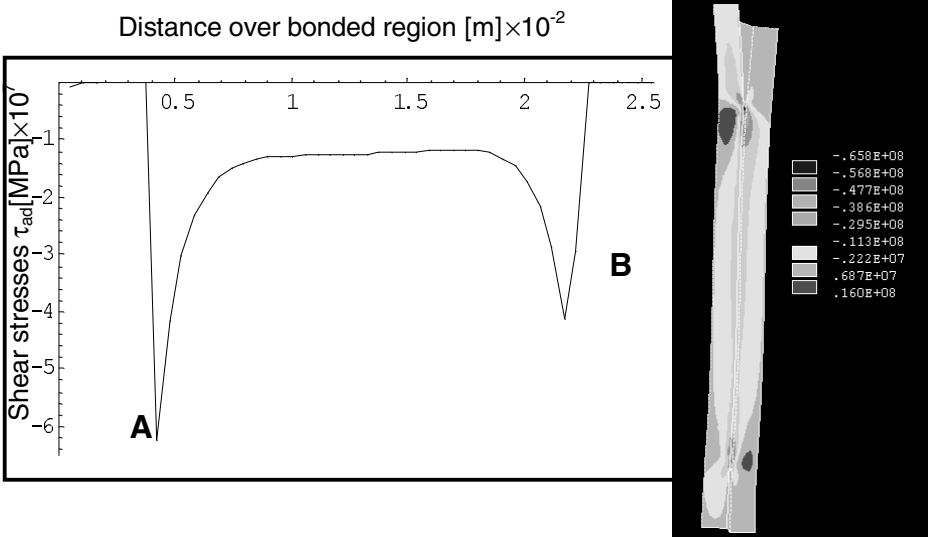 Distance over bonded region [m]×10⁻²
Shear stresses τad[MPa]×10⁷
0.5 1 1.5 2 2.5
-1
-2
-3
-4
-5
-6
A
B
-.658E+08
-.568E+08
-.477E+08
-.386E+08
-.295E+08
-.113E+08
-.222E+07
.687E+07
.160E+08